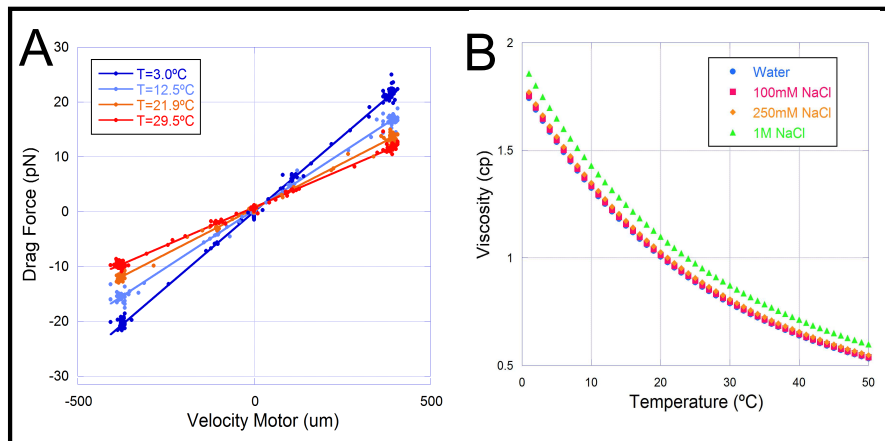 A
30
20
10
0
-10
-20
-30
-500
0
500
Drag Force (pN)
Velocity Motor (um)
T=3.0ºC
T=12.5ºC
T=21.9ºC
T=29.5ºC
B
2
1.5
1
0.5
0
10
20
30
40
50
Viscosity (cp)
Temperature (ºC)
Water
100mM NaCl
250mM NaCl
1M NaCl